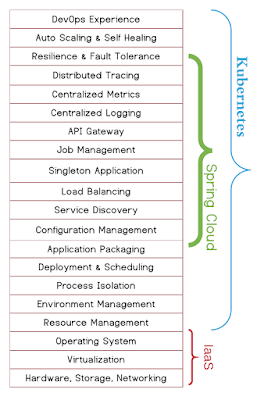 DevOps Experience
Auto Scaling & Self Healing
Resilience & Fault Tolerance
Distributed Tracing
Centralized Metrics
Centralized Logging
API Gateway
Job Management
Singleton Application
Load Balancing
Service Discovery
Configuration Management
Application Packaging
Deployment & Scheduling
Process Isolation
Environment Management
Resource Management
Operating System
Virtualization
Hardware, Storage, Networking
Kubernetes
Spring Cloud
IaaS